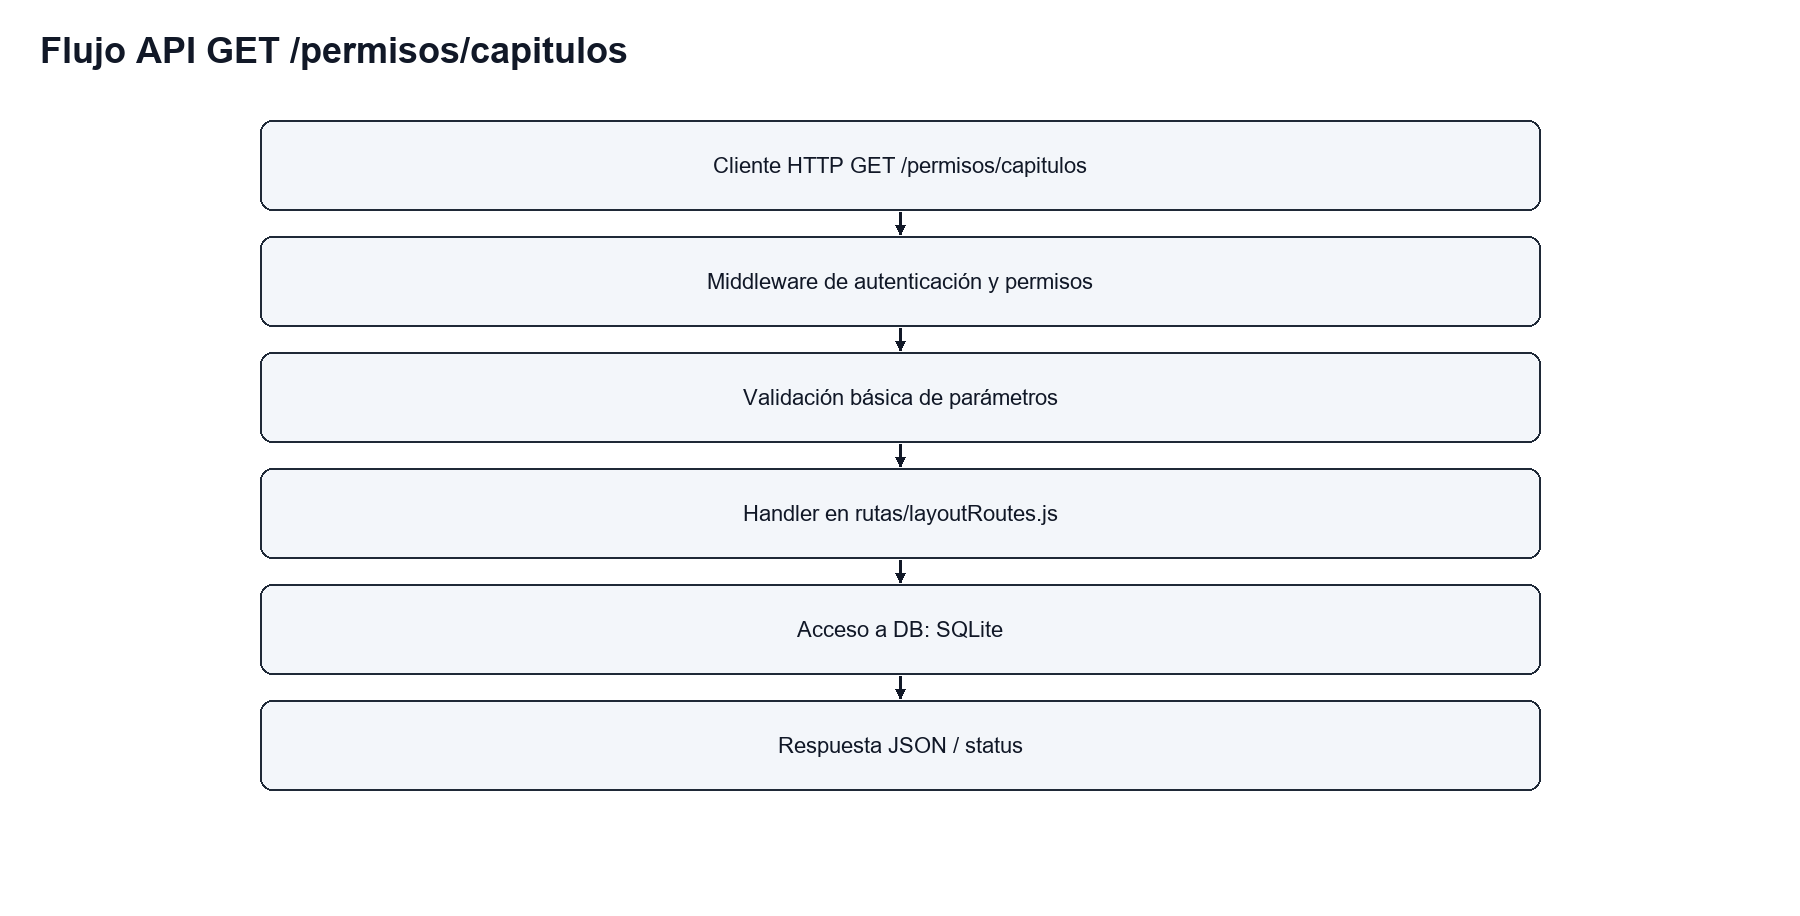 Flujo API GET /permisos/capitulos
Cliente HTTP GET /permisos/capitulos
Middleware de autenticación y permisos
Validación básica de parámetros
Handler en rutas/layoutRoutes.js
Acceso a DB: SQLite
Respuesta JSON / status